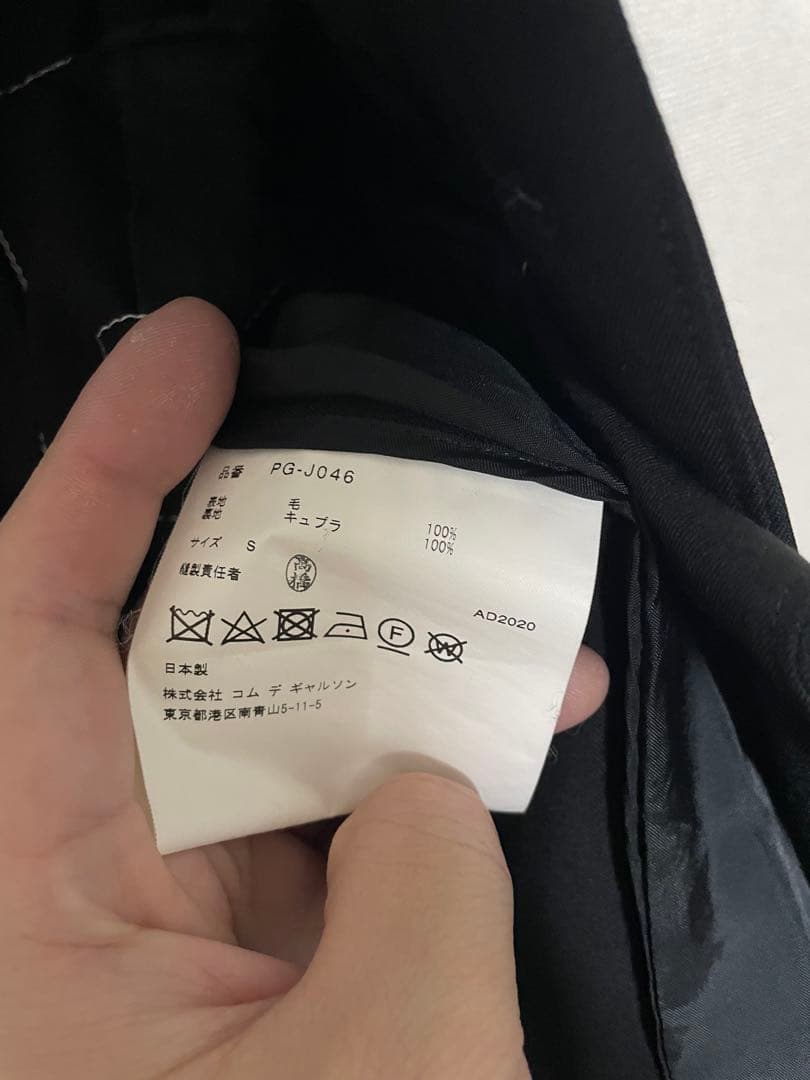 品番 PG-J046
表地 毛 100%
裏地 キュプラ 100%
サイズ S
縫製責任者 高橋
AD2020
F W
日本製
株式会社 コム デ ギャルソン
東京都港区南青山5-11-5